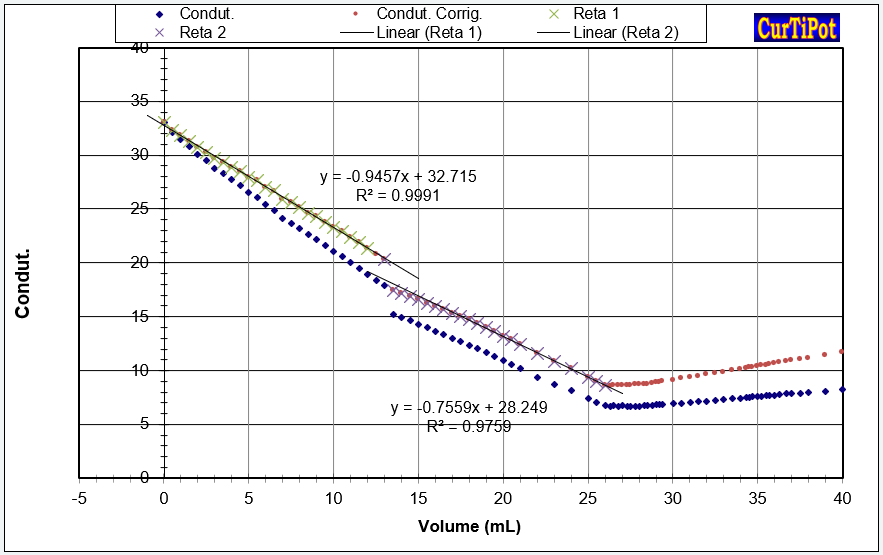 Condut. Condut. Corrig. Reta 1
Reta 2 Linear (Reta 1) Linear (Reta 2)
CurTiPot
40
35
30
25
20
15
10
5
0
y = -0.9457x + 32.715
R² = 0.9991
y = -0.7559x + 28.249
R² = 0.9759
Condut.
-5 0 5 10 15 20 25 30 35 40
Volume (mL)